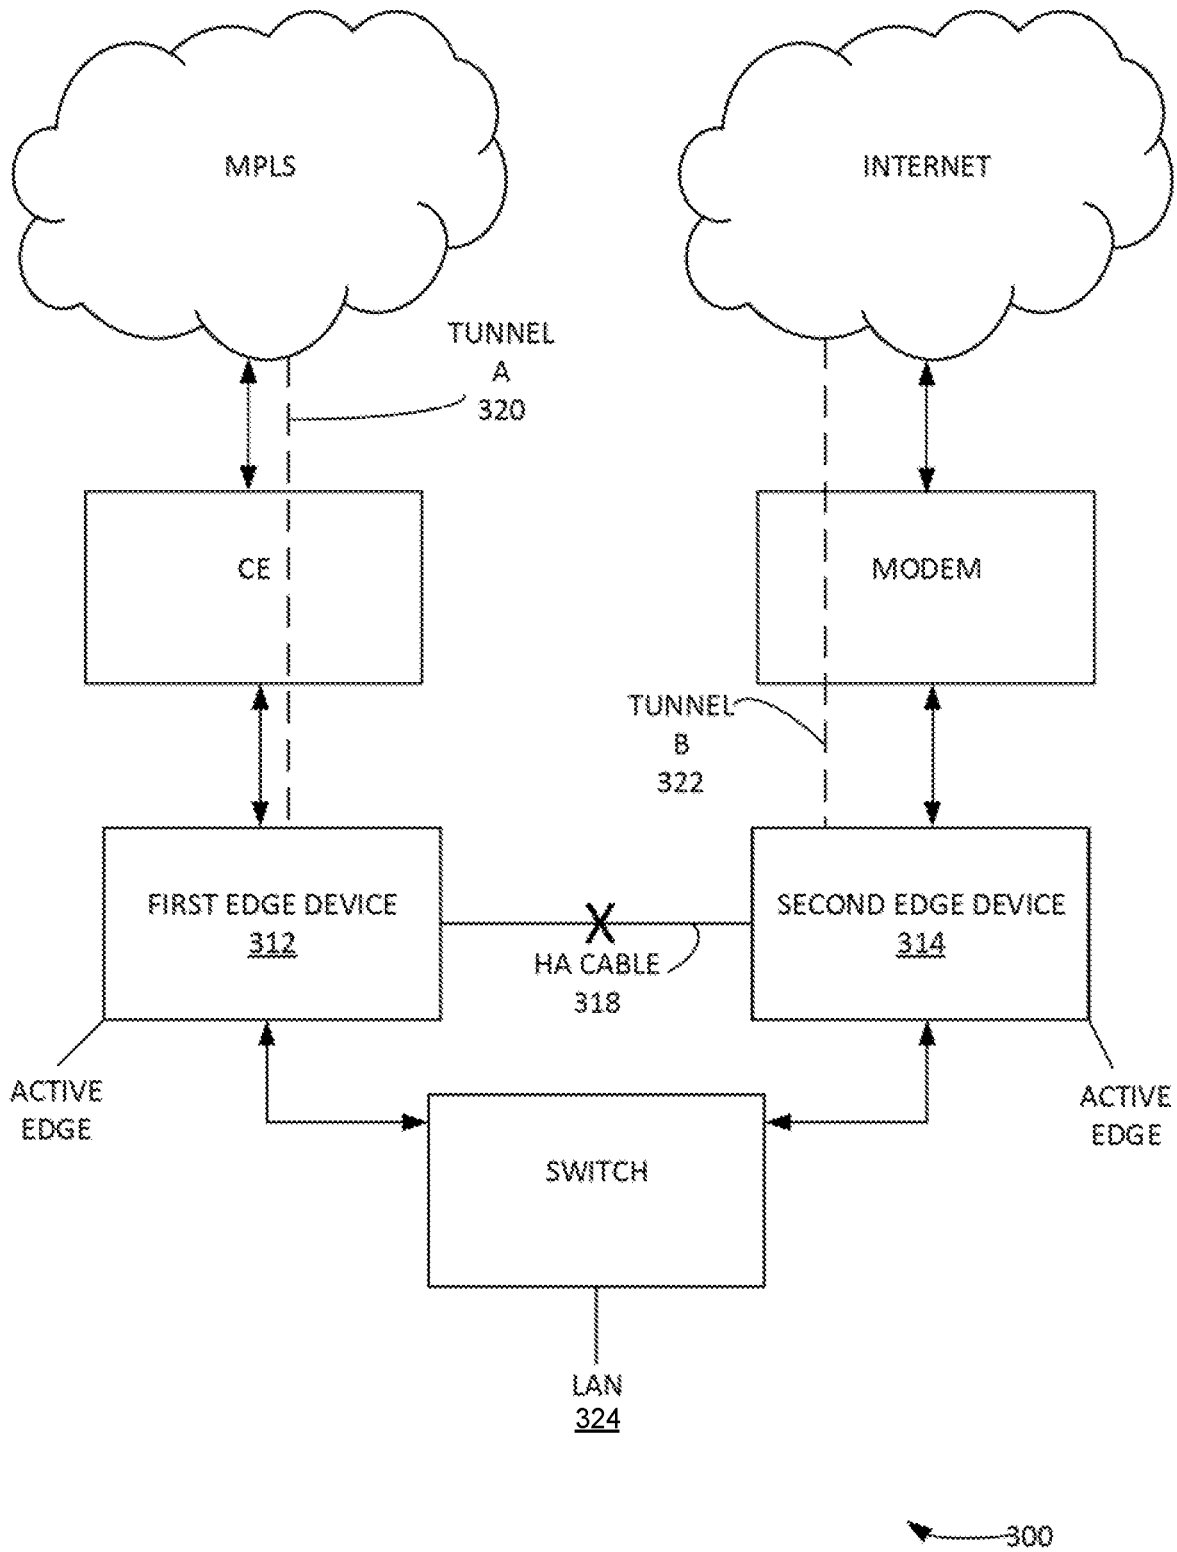 MPLS
INTERNET
TUNNEL
A
320
CE
MODEM
TUNNEL
B
322
FIRST EDGE DEVICE
312
SECOND EDGE DEVICE
314
HA CABLE
318
ACTIVE
EDGE
ACTIVE
EDGE
SWITCH
LAN
324
300